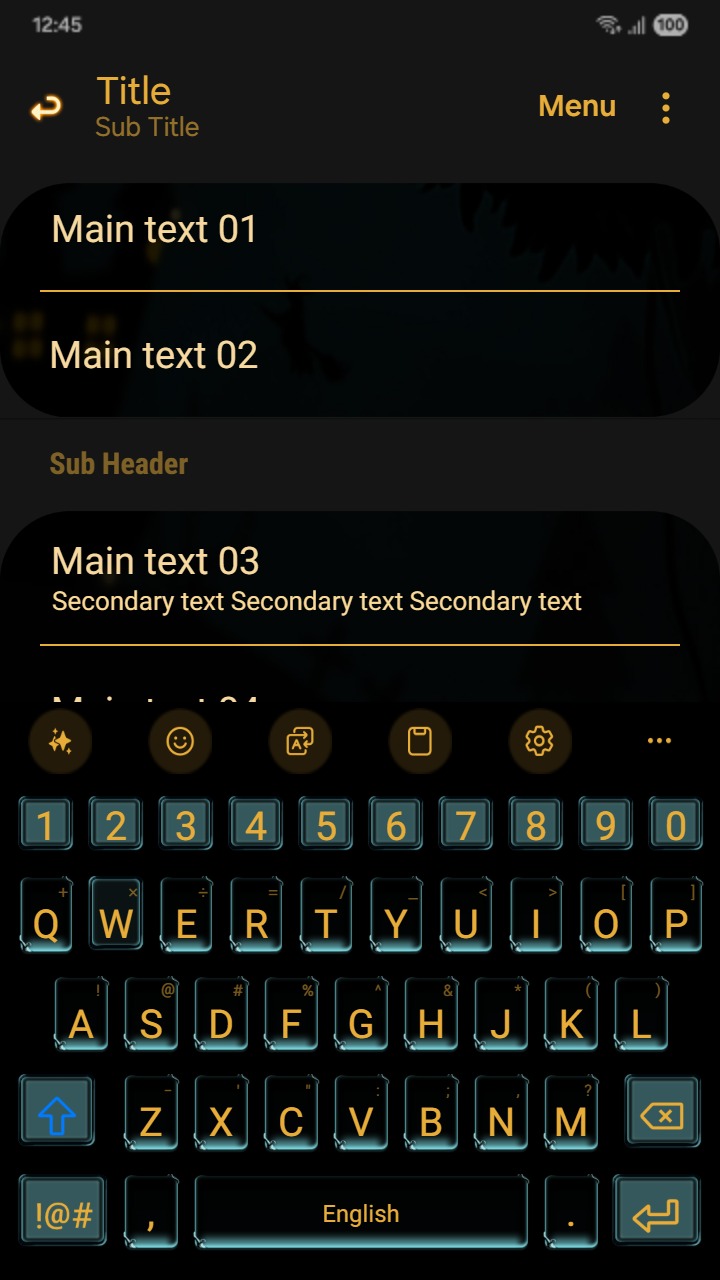 12:45 100
Title
Sub Title
Menu
Main text 01
Main text 02
Sub Header
Main text 03
Secondary text Secondary text Secondary text
1 2 3 4 5 6 7 8 9 0
+ × ÷ = / _ < > [ ]
Q W E R T Y U I O P
! @ # % ^ & * ( )
A S D F G H J K L
- ' " : ; , ?
Z X C V B N M
!@# , English .